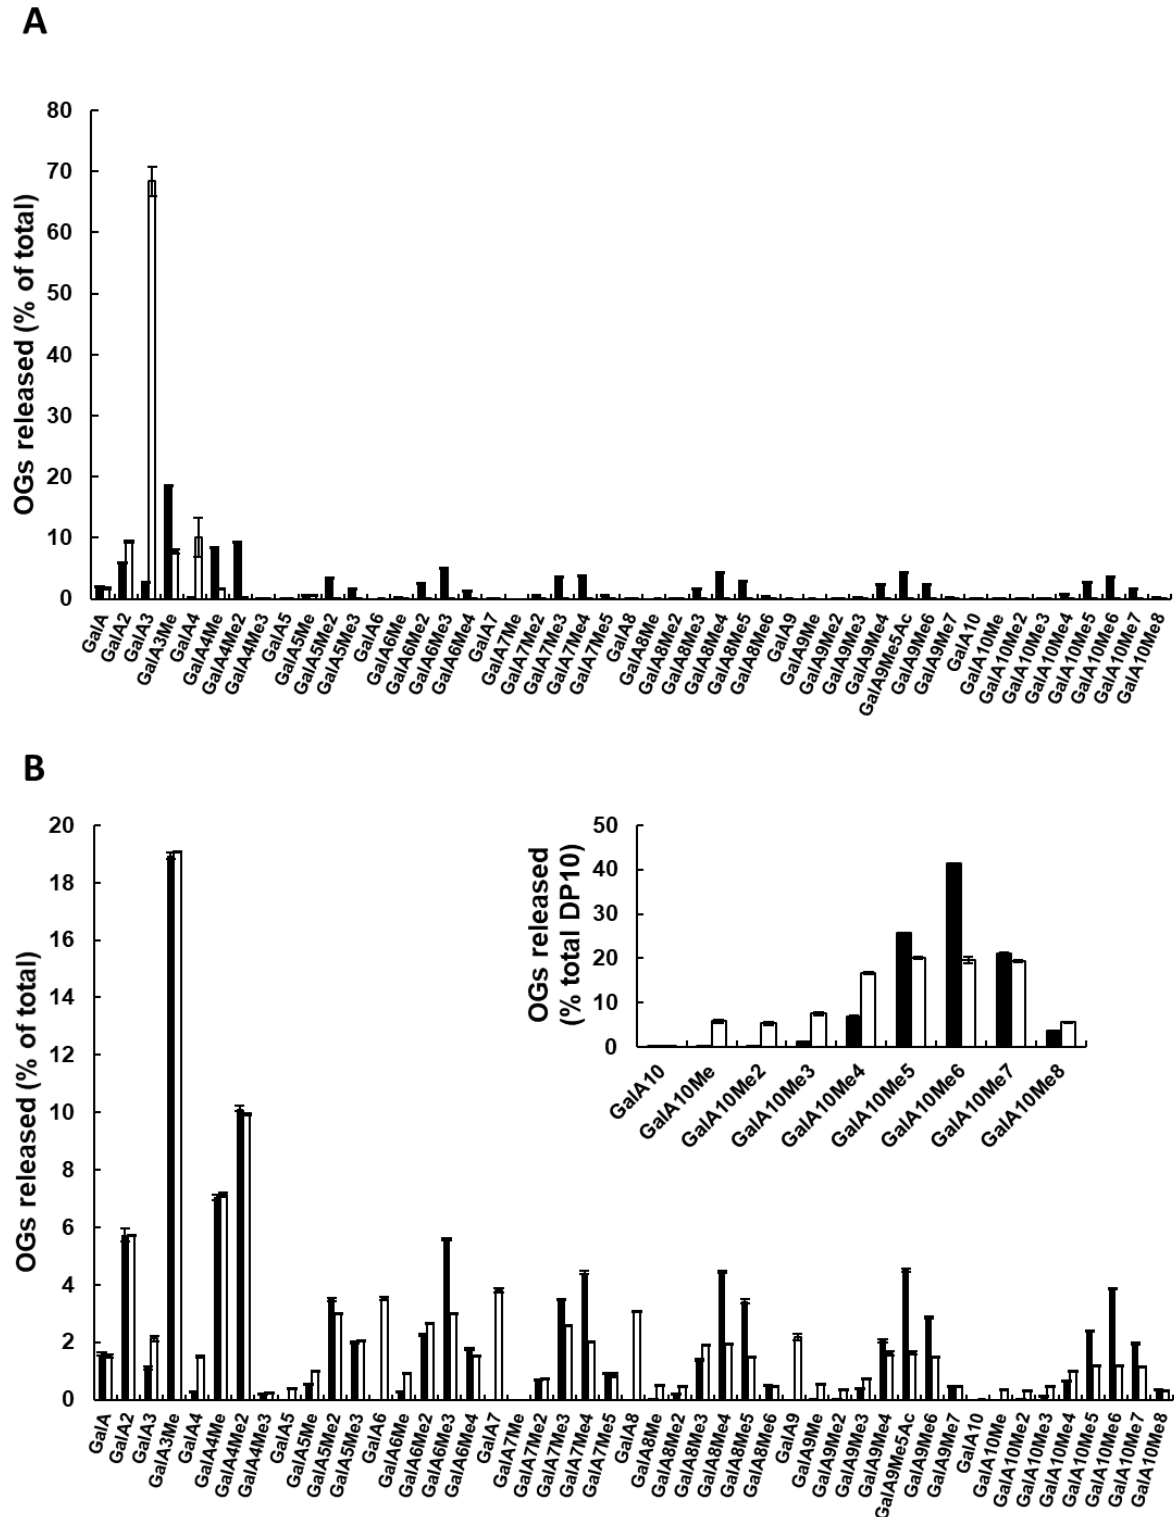 A
OGs released (% of total)
80
70
60
50
40
30
20
10
0
GalA
GalA2
GalA3
GalA3Me
GalA4
GalA4Me
GalA4Me2
GalA4Me3
GalA5
GalA5Me
GalA5Me2
GalA5Me3
GalA6
GalA6Me
GalA6Me2
GalA6Me3
GalA6Me4
GalA7
GalA7Me
GalA7Me2
GalA7Me3
GalA7Me4
GalA7Me5
GalA8
GalA8Me
GalA8Me2
GalA8Me3
GalA8Me4
GalA8Me5
GalA8Me6
GalA9
GalA9Me
GalA9Me2
GalA9Me3
GalA9Me4
GalA9Me5Ac
GalA9Me6
GalA9Me7
GalA10
GalA10Me
GalA10Me2
GalA10Me3
GalA10Me4
GalA10Me5
GalA10Me6
GalA10Me7
GalA10Me8
B
OGs released (% of total)
20
18
16
14
12
10
8
6
4
2
0
GalA
GalA2
GalA3
GalA3Me
GalA4
GalA4Me
GalA4Me2
GalA4Me3
GalA5
GalA5Me
GalA5Me2
GalA5Me3
GalA6
GalA6Me
GalA6Me2
GalA6Me3
GalA6Me4
GalA7
GalA7Me
GalA7Me2
GalA7Me3
GalA7Me4
GalA7Me5
GalA8
GalA8Me
GalA8Me2
GalA8Me3
GalA8Me4
GalA8Me5
GalA8Me6
GalA9
GalA9Me
GalA9Me2
GalA9Me3
GalA9Me4
GalA9Me5Ac
GalA9Me6
GalA9Me7
GalA10
GalA10Me
GalA10Me2
GalA10Me3
GalA10Me4
GalA10Me5
GalA10Me6
GalA10Me7
GalA10Me8
OGs released
(% total DP10)
50
40
30
20
10
0
GalA10
GalA10Me
GalA10Me2
GalA10Me3
GalA10Me4
GalA10Me5
GalA10Me6
GalA10Me7
GalA10Me8